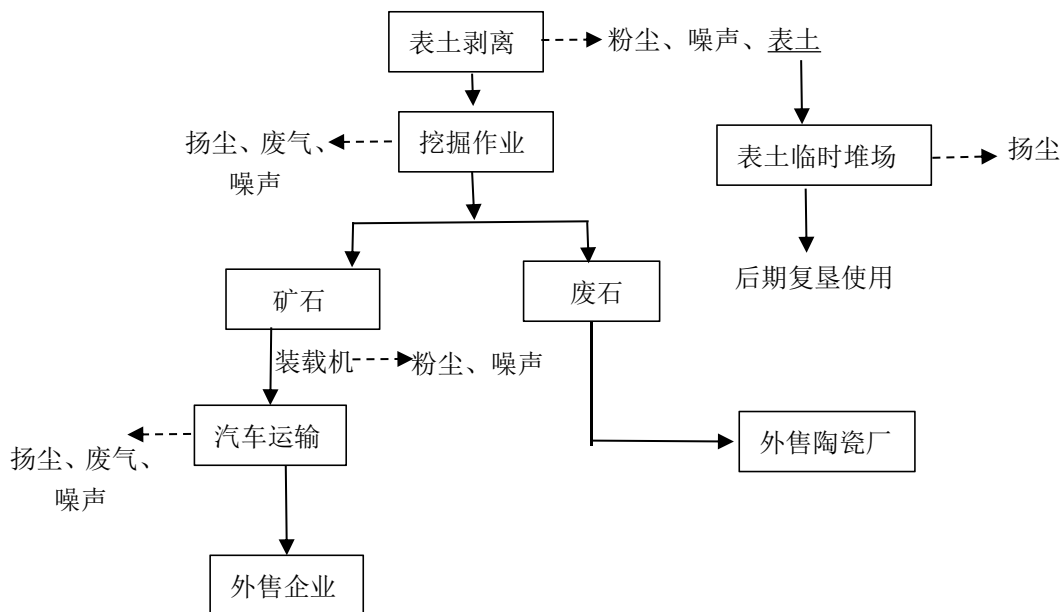 表土剥离
粉尘、噪声、表土
扬尘、废气、
噪声
挖掘作业
表土临时堆场
扬尘
后期复垦使用
矿石
废石
装载机
粉尘、噪声
汽车运输
扬尘、废气、
噪声
外售陶瓷厂
外售企业